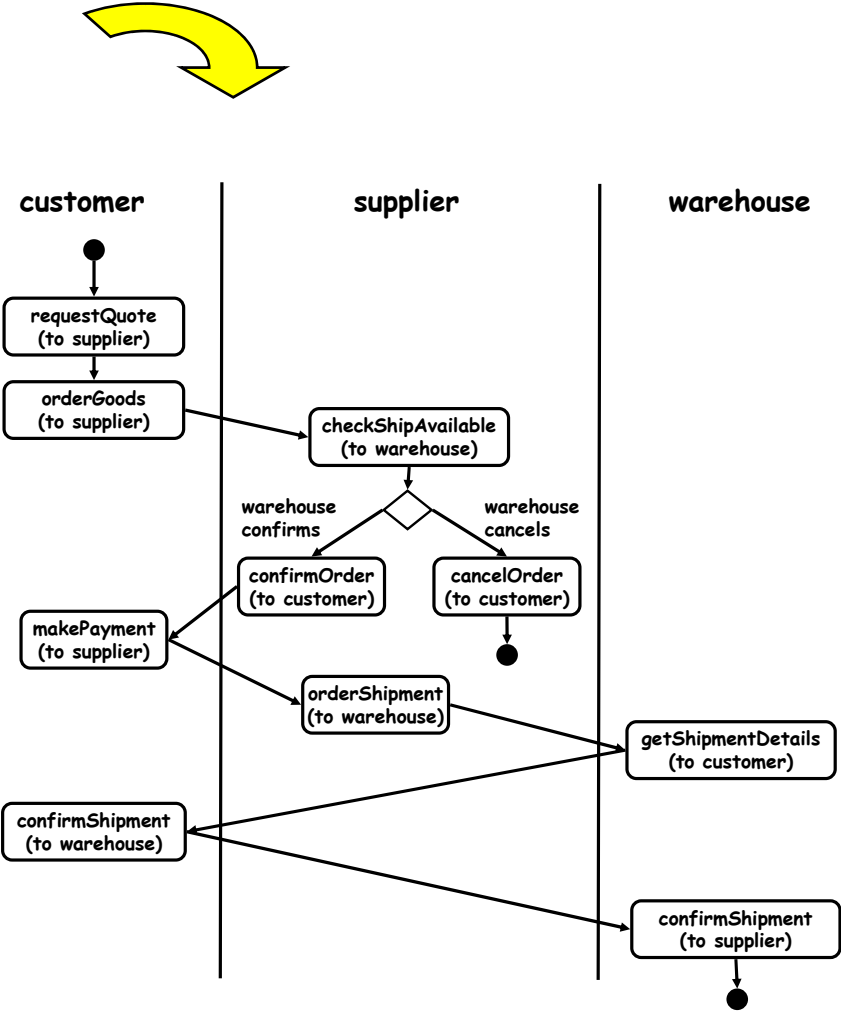 customer
supplier
warehouse
requestQuote
(to supplier)
orderGoods
(to supplier)
checkShipAvailable
(to warehouse)
warehouse
confirms
warehouse
cancels
confirmOrder
(to customer)
cancelOrder
(to customer)
makePayment
(to supplier)
orderShipment
(to warehouse)
getShipmentDetails
(to customer)
confirmShipment
(to warehouse)
confirmShipment
(to supplier)